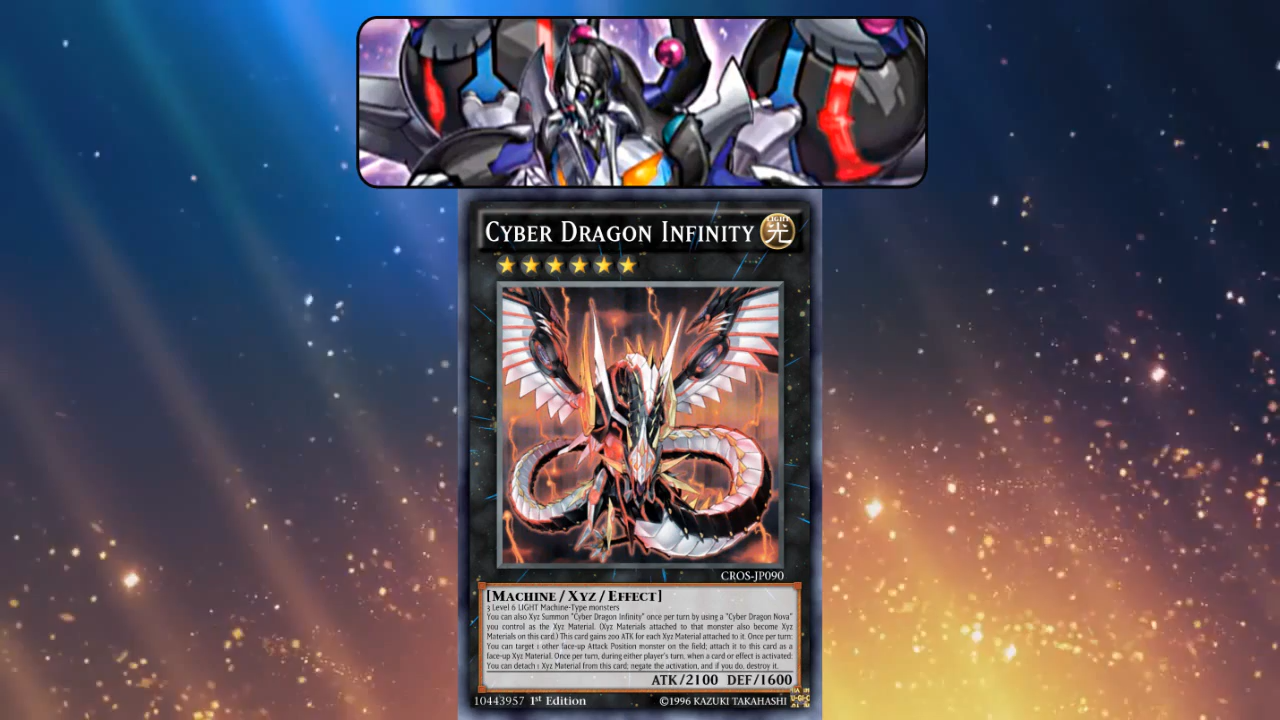 CYBER DRAGON INFINITY
LIGHT
光
CROS-JP090
[MACHINE / XYZ / EFFECT]
3 Level 6 LIGHT Machine-Type monsters
You can also Xyz Summon "Cyber Dragon Infinity" once per turn by using a "Cyber Dragon Nova"
you control as the Xyz Material. (Xyz Materials attached to that monster also become Xyz
Materials on this card.) This card gains 200 ATK for each Xyz Material attached to it. Once per turn:
You can target 1 other face-up Attack Position monster on the field; attach it to this card as a
face-up Xyz Material. Once per turn, during either player's turn, when a card or effect is activated:
You can detach 1 Xyz Material from this card; negate the activation, and if you do, destroy it.
ATK/2100 DEF/1600
10443957 1st Edition ©1996 KAZUKI TAKAHASHI